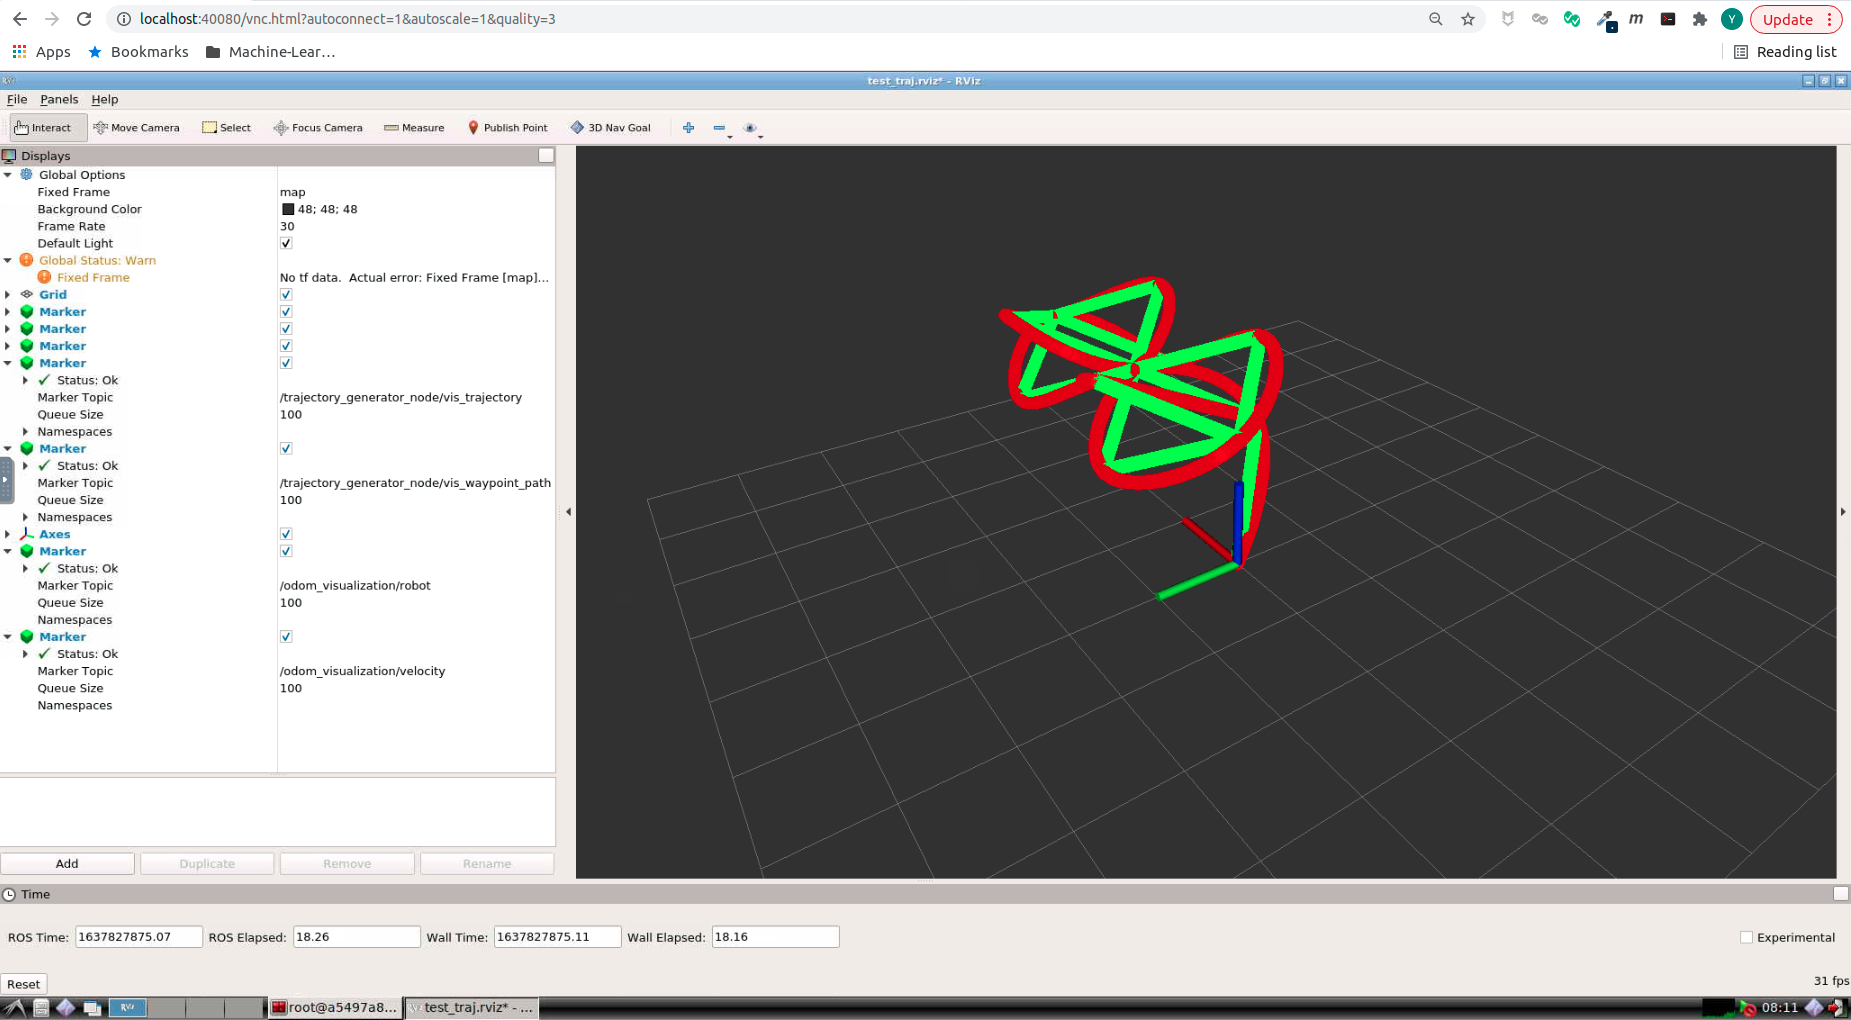 localhost:40080/vnc.html?autoconnect=1&autoscale=1&quality=3
m
Y
Update
Apps
Bookmarks
Machine-Lear…
Reading list
RViz
test_traj.rviz* - RViz
File Panels Help
Interact Move Camera Select Focus Camera Measure Publish Point 3D Nav Goal
Displays
Global Options
Fixed Frame map
Background Color 48; 48; 48
Frame Rate 30
Default Light
Global Status: Warn
Fixed Frame No tf data. Actual error: Fixed Frame [map]...
Grid
Marker
Marker
Marker
Marker
Status: Ok
Marker Topic /trajectory_generator_node/vis_trajectory
Queue Size 100
Namespaces
Marker
Status: Ok
Marker Topic /trajectory_generator_node/vis_waypoint_path
Queue Size 100
Namespaces
Axes
Marker
Status: Ok
Marker Topic /odom_visualization/robot
Queue Size 100
Namespaces
Marker
Status: Ok
Marker Topic /odom_visualization/velocity
Queue Size 100
Namespaces
Add Duplicate Remove Rename
Time
ROS Time: 1637827875.07 ROS Elapsed: 18.26 Wall Time: 1637827875.11 Wall Elapsed: 18.16 Experimental
Reset 31 fps
RViz root@a5497a8... test_traj.rviz* - ... 08:11